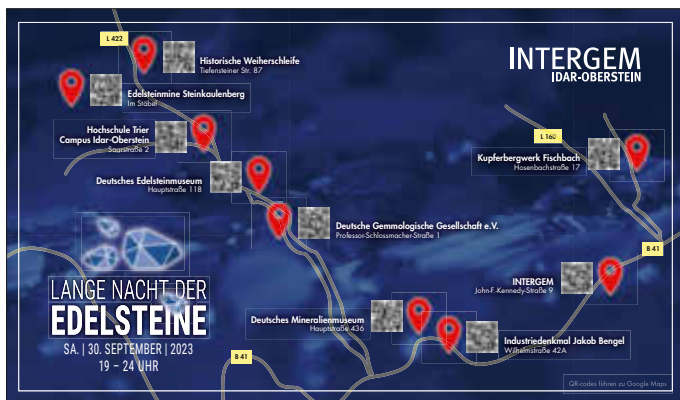 L 422
Historische Weiherschleife
Tiefensteiner Str. 87
INTERGEM
IDAR-OBERSTEIN
Edelsteinmine Steinkaulenberg
Im Stäbel
Hochschule Trier
Campus Idar-Oberstein
Saarstraße 2
L 160
Kupferbergwerk Fischbach
Hosenbachstraße 17
Deutsches Edelsteinmuseum
Hauptstraße 118
Deutsche Gemmologische Gesellschaft e.V.
Professor-Schlossmacher-Straße 1
B 41
INTERGEM
John-F.-Kennedy-Straße 9
LANGE NACHT DER
EDELSTEINE
SA. | 30. SEPTEMBER | 2023
19 – 24 UHR
Deutsches Mineralienmuseum
Hauptstraße 436
Industriedenkmal Jakob Bengel
Wilhelmstraße 42A
B 41
QR-codes führen zu Google Maps